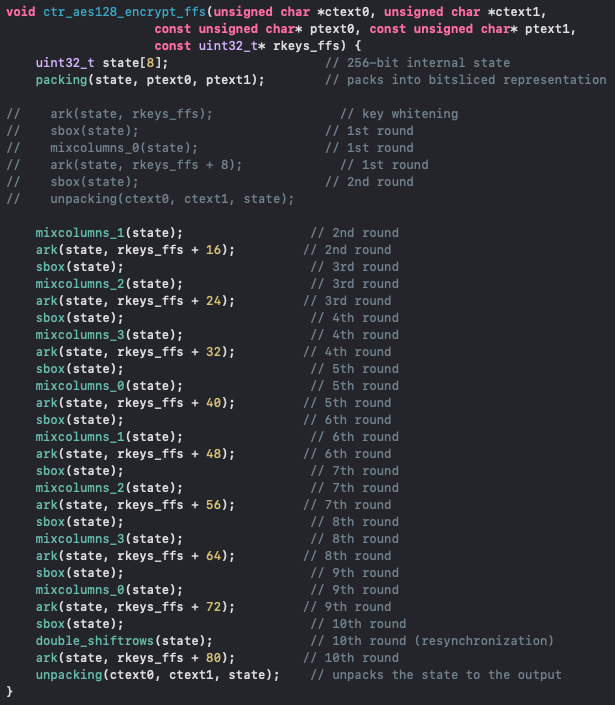 void ctr_aes128_encrypt_ffs(unsigned char *ctext0, unsigned char *ctext1,
                    const unsigned char* ptext0, const unsigned char* ptext1,
                    const uint32_t* rkeys_ffs) {
    uint32_t state[8];                     // 256-bit internal state
    packing(state, ptext0, ptext1);        // packs into bitsliced representation

//    ark(state, rkeys_ffs);                 // key whitening
//    sbox(state);                         // 1st round
//    mixcolumns_0(state);                 // 1st round
//    ark(state, rkeys_ffs + 8);             // 1st round
//    sbox(state);                         // 2nd round
//    unpacking(ctext0, ctext1, state);

    mixcolumns_1(state);                 // 2nd round
    ark(state, rkeys_ffs + 16);         // 2nd round
    sbox(state);                         // 3rd round
    mixcolumns_2(state);                 // 3rd round
    ark(state, rkeys_ffs + 24);         // 3rd round
    sbox(state);                         // 4th round
    mixcolumns_3(state);                 // 4th round
    ark(state, rkeys_ffs + 32);         // 4th round
    sbox(state);                         // 5th round
    mixcolumns_0(state);                 // 5th round
    ark(state, rkeys_ffs + 40);         // 5th round
    sbox(state);                         // 6th round
    mixcolumns_1(state);                 // 6th round
    ark(state, rkeys_ffs + 48);         // 6th round
    sbox(state);                         // 7th round
    mixcolumns_2(state);                 // 7th round
    ark(state, rkeys_ffs + 56);         // 7th round
    sbox(state);                         // 8th round
    mixcolumns_3(state);                 // 8th round
    ark(state, rkeys_ffs + 64);         // 8th round
    sbox(state);                         // 9th round
    mixcolumns_0(state);                 // 9th round
    ark(state, rkeys_ffs + 72);         // 9th round
    sbox(state);                         // 10th round
    double_shiftrows(state);             // 10th round (resynchronization)
    ark(state, rkeys_ffs + 80);         // 10th round
    unpacking(ctext0, ctext1, state);    // unpacks the state to the output
}